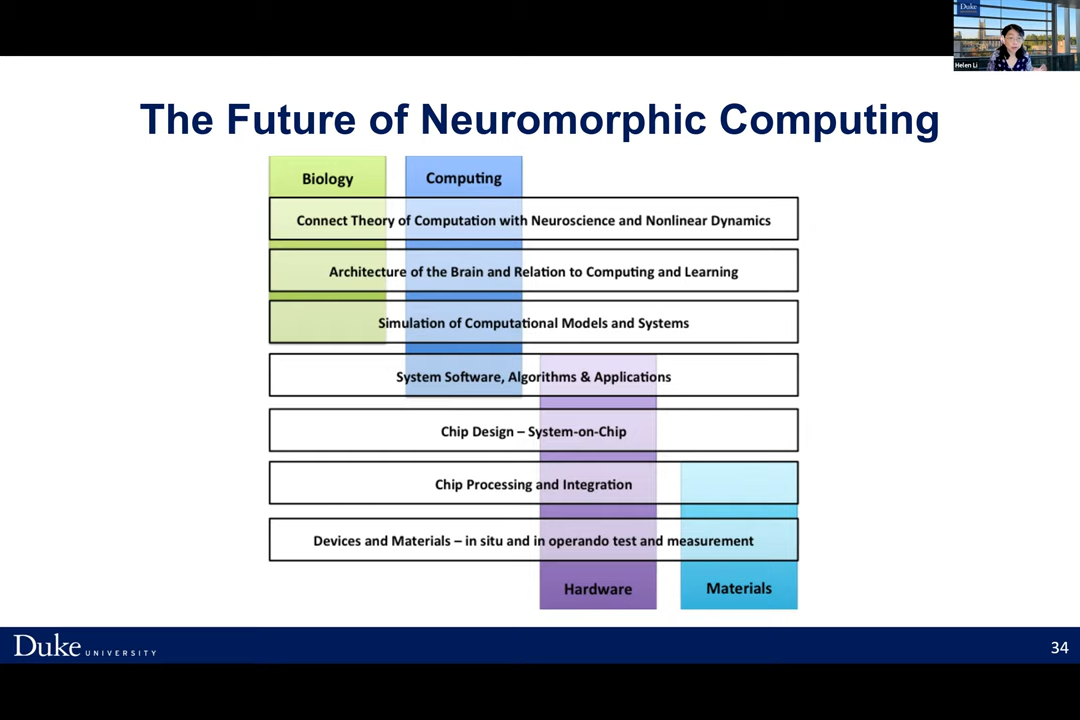 Duke
Helen Li
The Future of Neuromorphic Computing
Biology
Computing
Connect Theory of Computation with Neuroscience and Nonlinear Dynamics
Architecture of the Brain and Relation to Computing and Learning
Simulation of Computational Models and Systems
System Software, Algorithms & Applications
Chip Design – System-on-Chip
Chip Processing and Integration
Devices and Materials – in situ and in operando test and measurement
Hardware
Materials
Duke UNIVERSITY
34